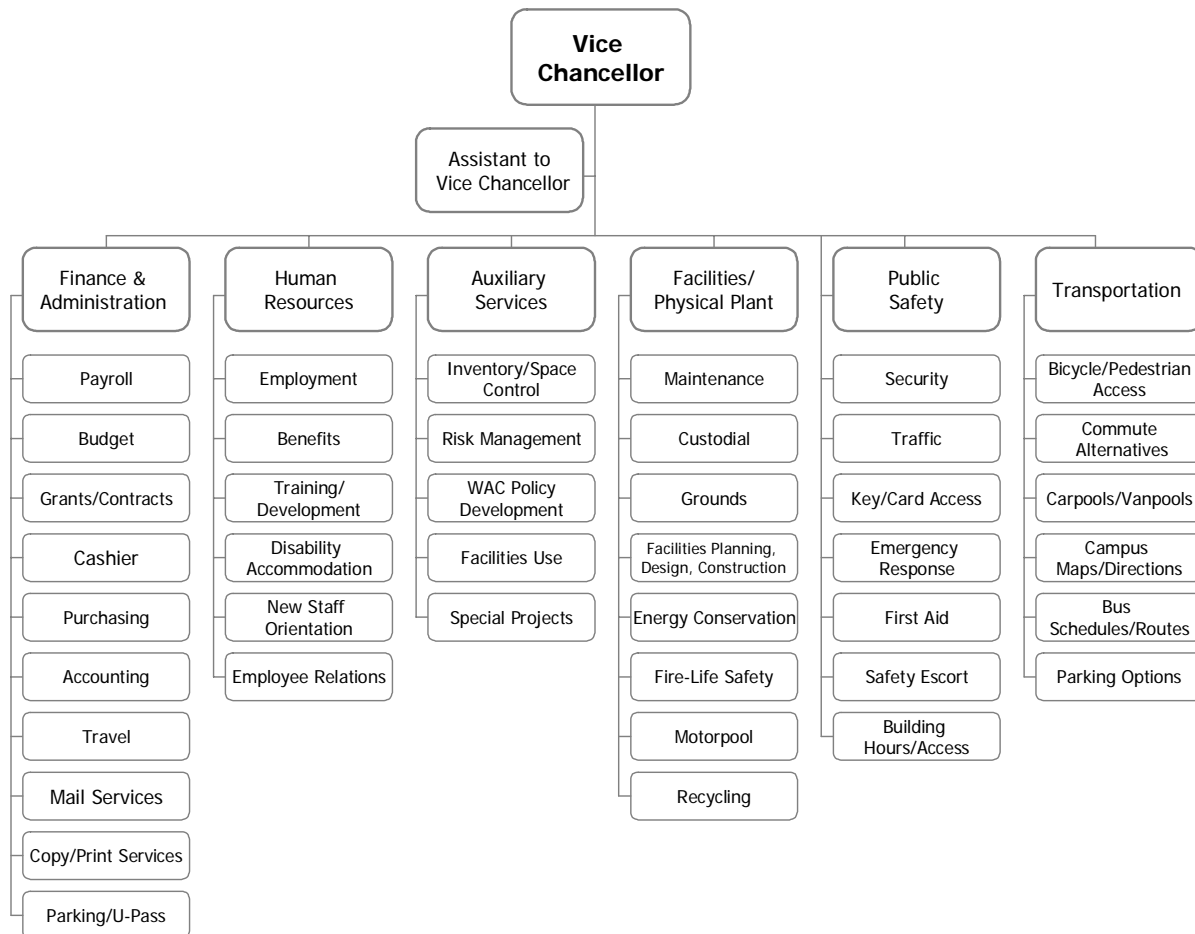 Vice
Chancellor
Assistant to
Vice Chancellor
Finance &
Administration
Payroll
Budget
Grants/Contracts
Cashier
Purchasing
Accounting
Travel
Mail Services
Copy/Print Services
Parking/U-Pass
Human
Resources
Employment
Benefits
Training/
Development
Disability
Accommodation
New Staff
Orientation
Employee Relations
Auxiliary
Services
Inventory/Space
Control
Risk Management
WAC Policy
Development
Facilities Use
Special Projects
Facilities/
Physical Plant
Maintenance
Custodial
Grounds
Facilities Planning,
Design, Construction
Energy Conservation
Fire-Life Safety
Motorpool
Recycling
Public
Safety
Security
Traffic
Key/Card Access
Emergency
Response
First Aid
Safety Escort
Building
Hours/Access
Transportation
Bicycle/Pedestrian
Access
Commute
Alternatives
Carpools/Vanpools
Campus
Maps/Directions
Bus
Schedules/Routes
Parking Options